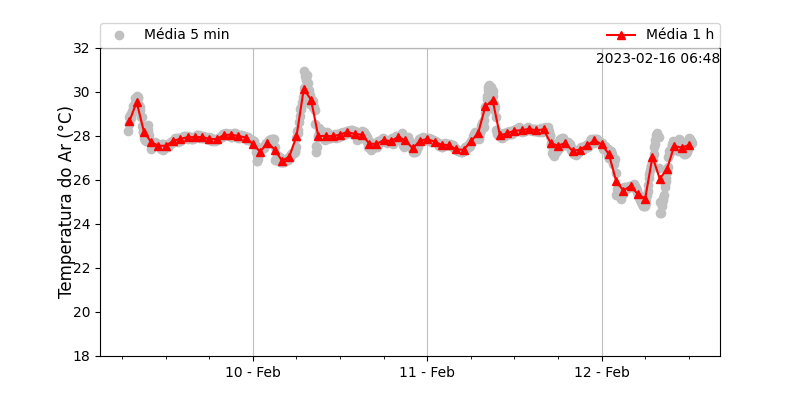 Média 5 min
Média 1 h
2023-02-16 06:48
Temperatura do Ar (°C)
32
30
28
26
24
22
20
18
10 - Feb
11 - Feb
12 - Feb